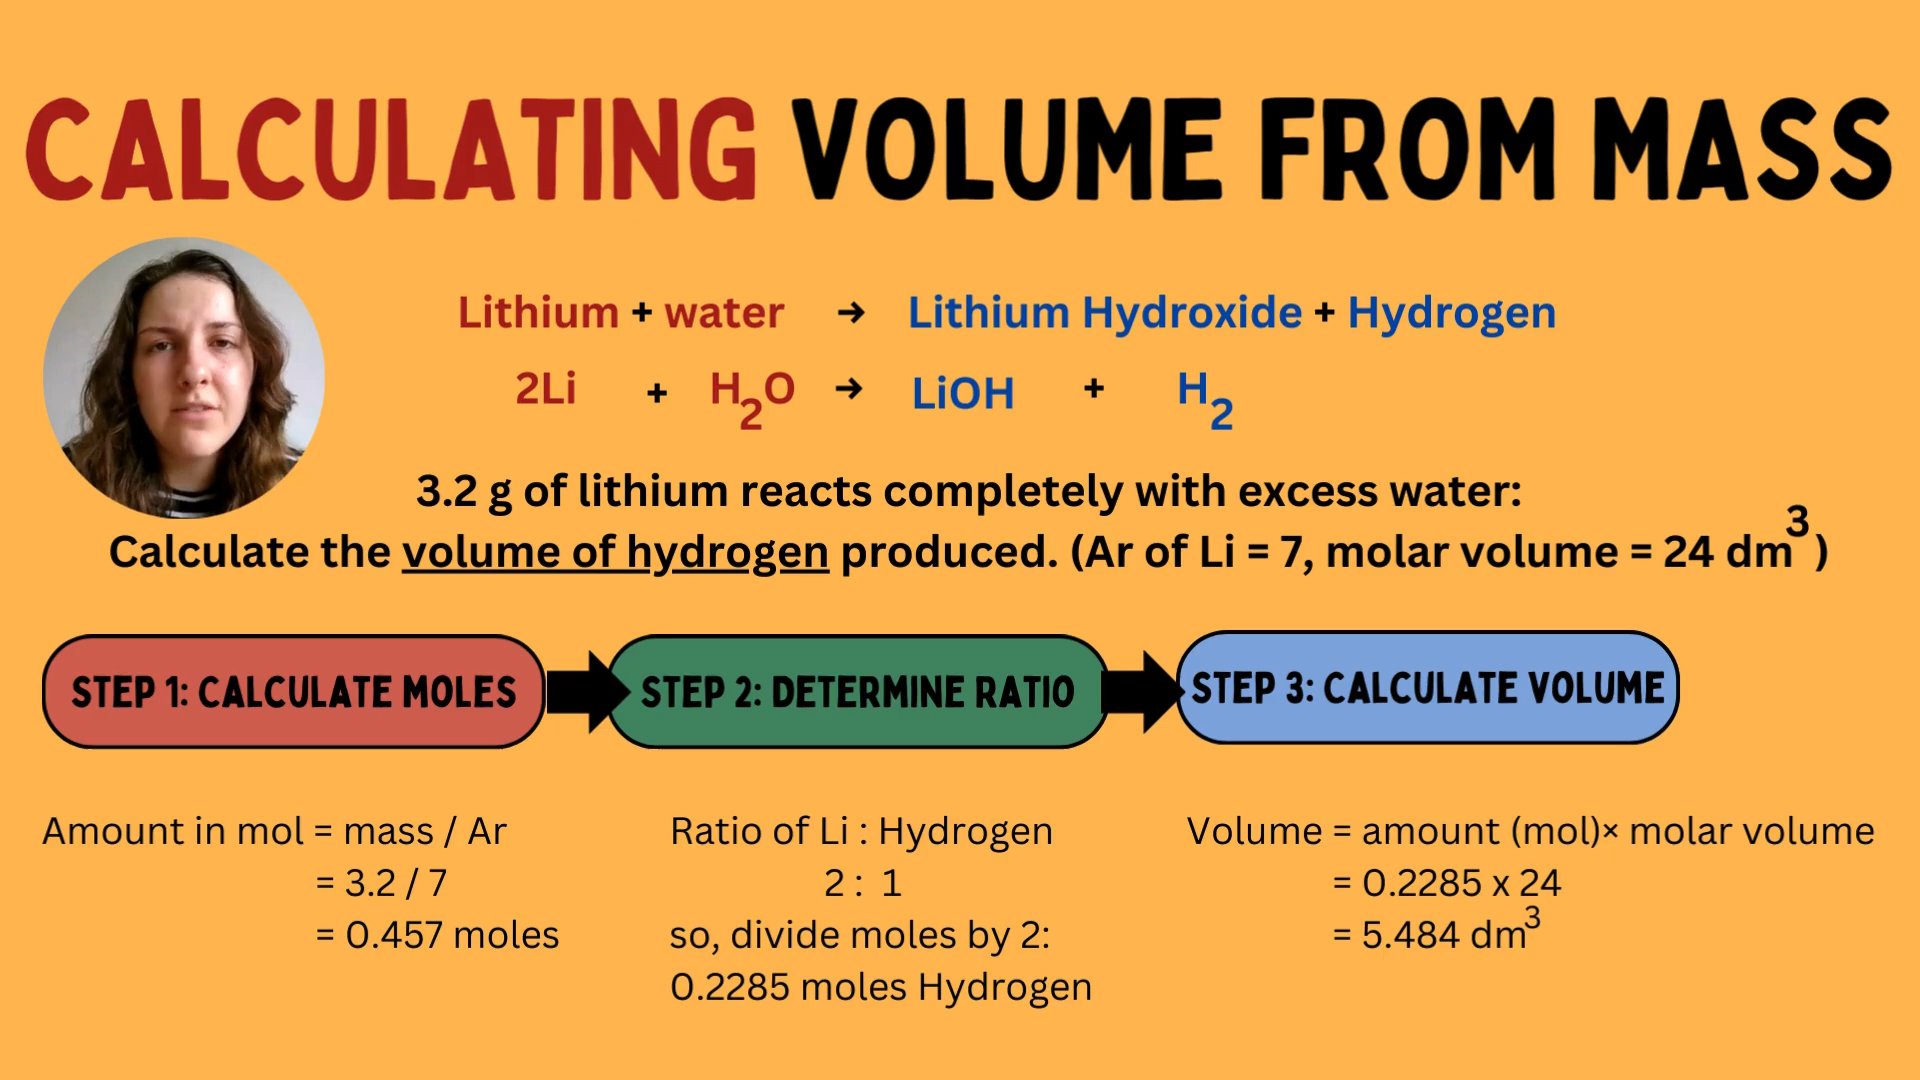 CALCULATING VOLUME FROM MASS
Lithium + water → Lithium Hydroxide + Hydrogen
2Li + H₂O → LiOH + H₂
3.2 g of lithium reacts completely with excess water:
Calculate the volume of hydrogen produced. (Ar of Li = 7, molar volume = 24 dm³)
STEP 1: CALCULATE MOLES
STEP 2: DETERMINE RATIO
STEP 3: CALCULATE VOLUME
Amount in mol = mass / Ar
= 3.2 / 7
= 0.457 moles
Ratio of Li : Hydrogen
2 : 1
so, divide moles by 2:
0.2285 moles Hydrogen
Volume = amount (mol)× molar volume
= 0.2285 x 24
= 5.484 dm³